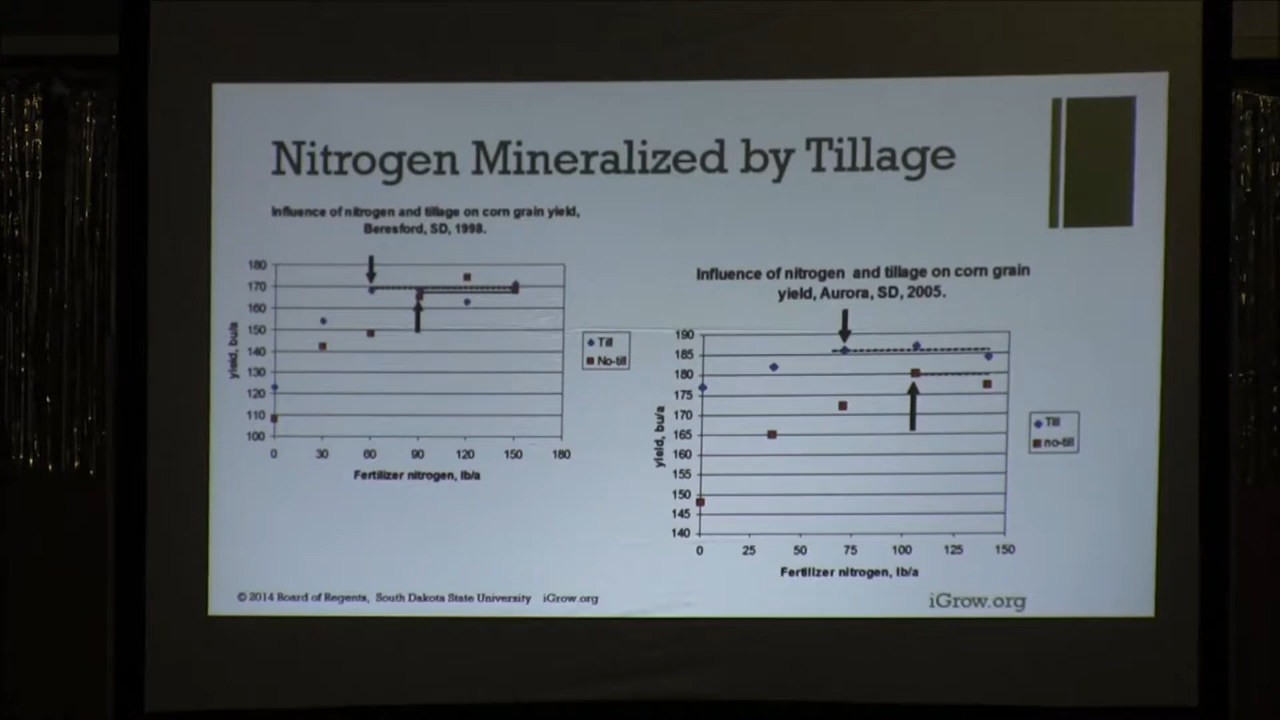 Nitrogen Mineralized by Tillage
Influence of nitrogen and tillage on corn grain yield,
Beresford, SD, 1998.
180
170
160
150
140
130
120
110
100
yield, bu/a
0 30 60 90 120 150 180
Fertilizer nitrogen, lb/a
Till
No-till
Influence of nitrogen and tillage on corn grain
yield, Aurora, SD, 2005.
190
185
180
175
170
165
160
155
150
145
140
yield, bu/a
0 25 50 75 100 125 150
Fertilizer nitrogen, lb/a
Till
no-till
© 2014 Board of Regents, South Dakota State University iGrow.org
iGrow.org